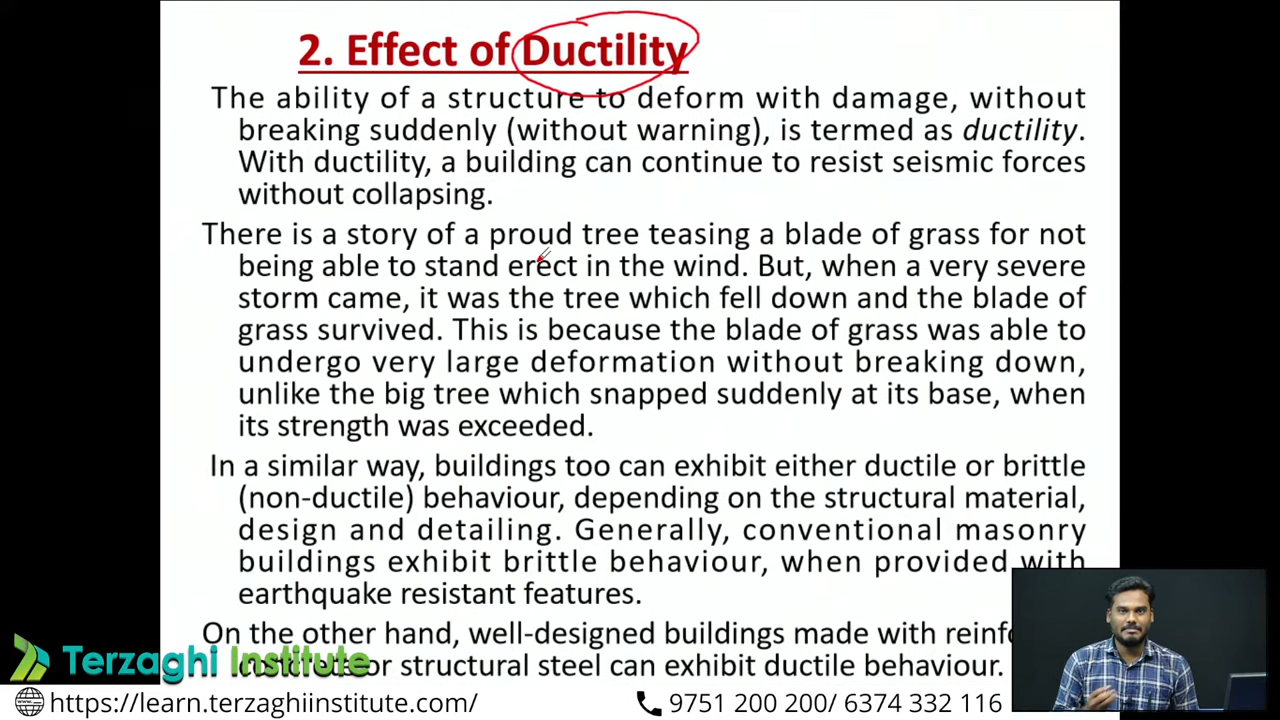 2. Effect of Ductility
The ability of a structure to deform with damage, without
breaking suddenly (without warning), is termed as ductility.
With ductility, a building can continue to resist seismic forces
without collapsing.
There is a story of a proud tree teasing a blade of grass for not
being able to stand erect in the wind. But, when a very severe
storm came, it was the tree which fell down and the blade of
grass survived. This is because the blade of grass was able to
undergo very large deformation without breaking down,
unlike the big tree which snapped suddenly at its base, when
its strength was exceeded.
In a similar way, buildings too can exhibit either ductile or brittle
(non-ductile) behaviour, depending on the structural material,
design and detailing. Generally, conventional masonry
buildings exhibit brittle behaviour, when provided with
earthquake resistant features.
On the other hand, well-designed buildings made with
or structural steel can exhibit ductile behaviour.
Terzaghi Institute
https://learn.terzaghiinstitute.com/
9751 200 200/ 6374 332 116